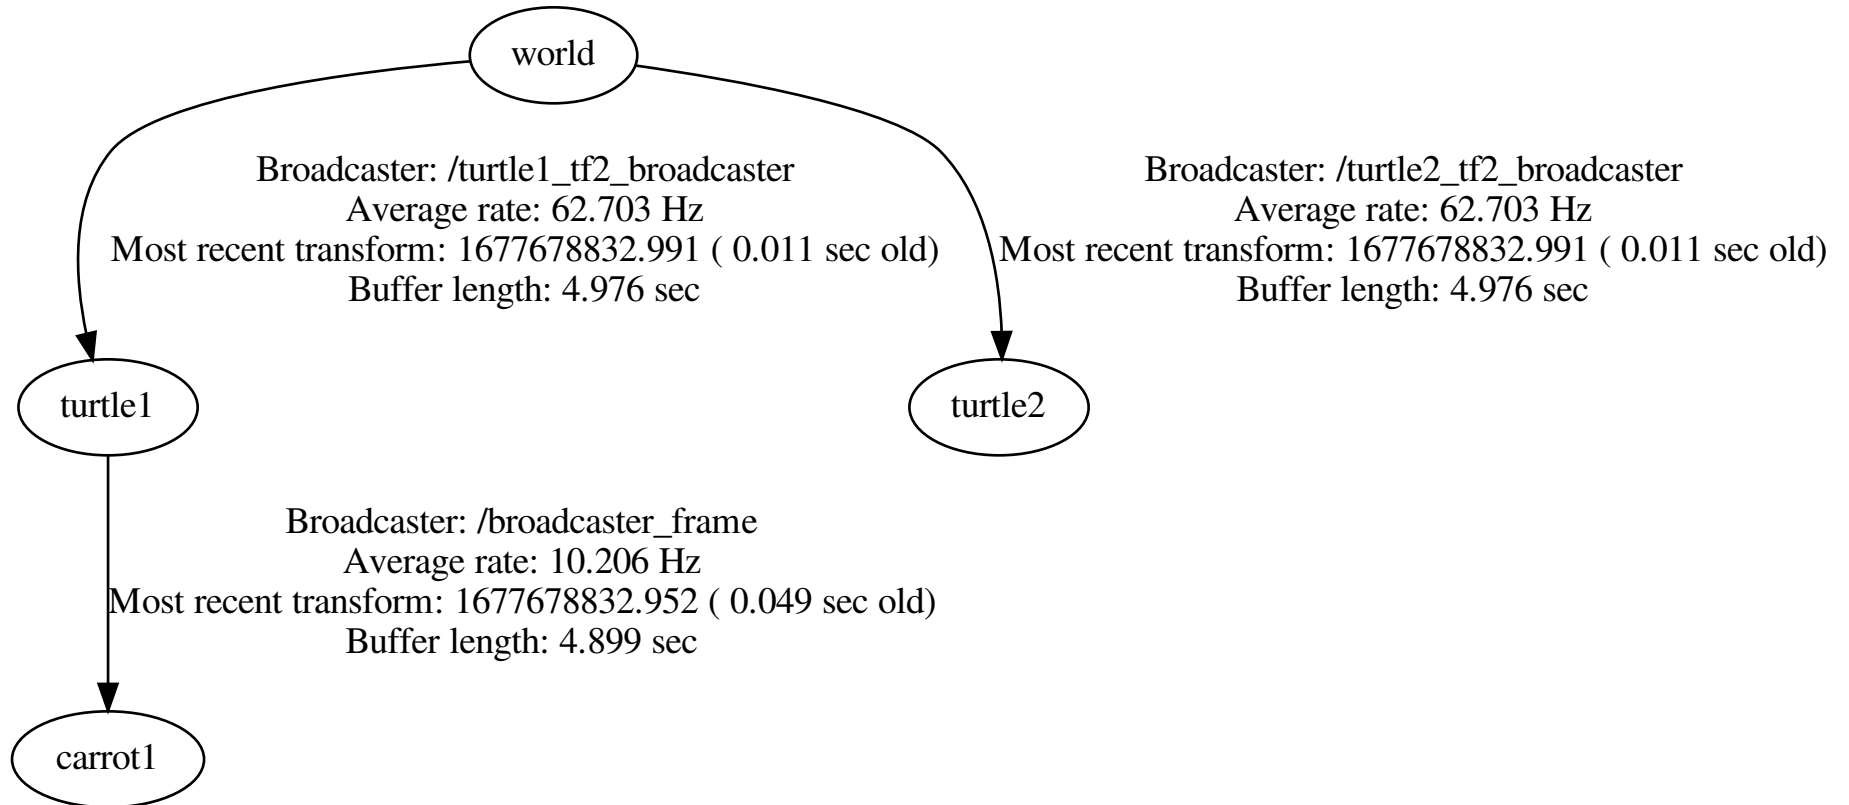 world
Broadcaster: /turtle1_tf2_broadcaster
Average rate: 62.703 Hz
Most recent transform: 1677678832.991 ( 0.011 sec old)
Buffer length: 4.976 sec
Broadcaster: /turtle2_tf2_broadcaster
Average rate: 62.703 Hz
Most recent transform: 1677678832.991 ( 0.011 sec old)
Buffer length: 4.976 sec
turtle1
turtle2
Broadcaster: /broadcaster_frame
Average rate: 10.206 Hz
Most recent transform: 1677678832.952 ( 0.049 sec old)
Buffer length: 4.899 sec
carrot1